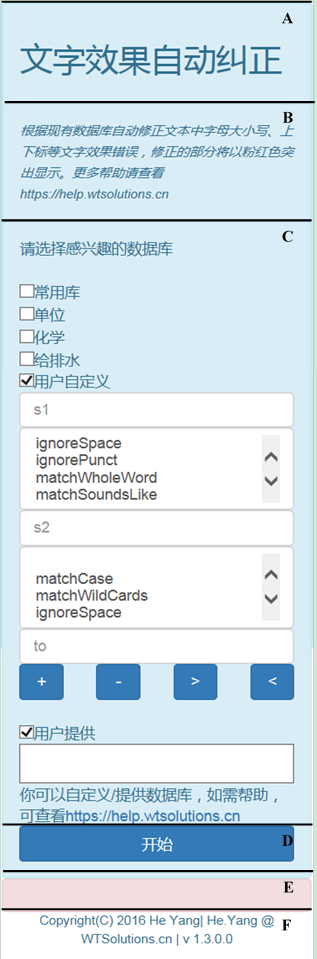 A
文字效果自动纠正
B
根据现有数据库自动修正文本中字母大小写、上
下标等文字效果错误，修正的部分将以粉红色突
出显示。更多帮助请查看
https://help.wtsolutions.cn
C
请选择感兴趣的数据库
常用库
单位
化学
给排水
用户自定义
s1
ignoreSpace
ignorePunct
matchWholeWord
matchSoundsLike
s2
matchCase
matchWildCards
ignoreSpace
to
+ - > <
用户提供
你可以自定义/提供数据库，如需帮助，
可查看https://help.wtsolutions.cn
开始 D
E
Copyright(C) 2016 He Yang| He.Yang @ F
WTSolutions.cn | v 1.3.0.0